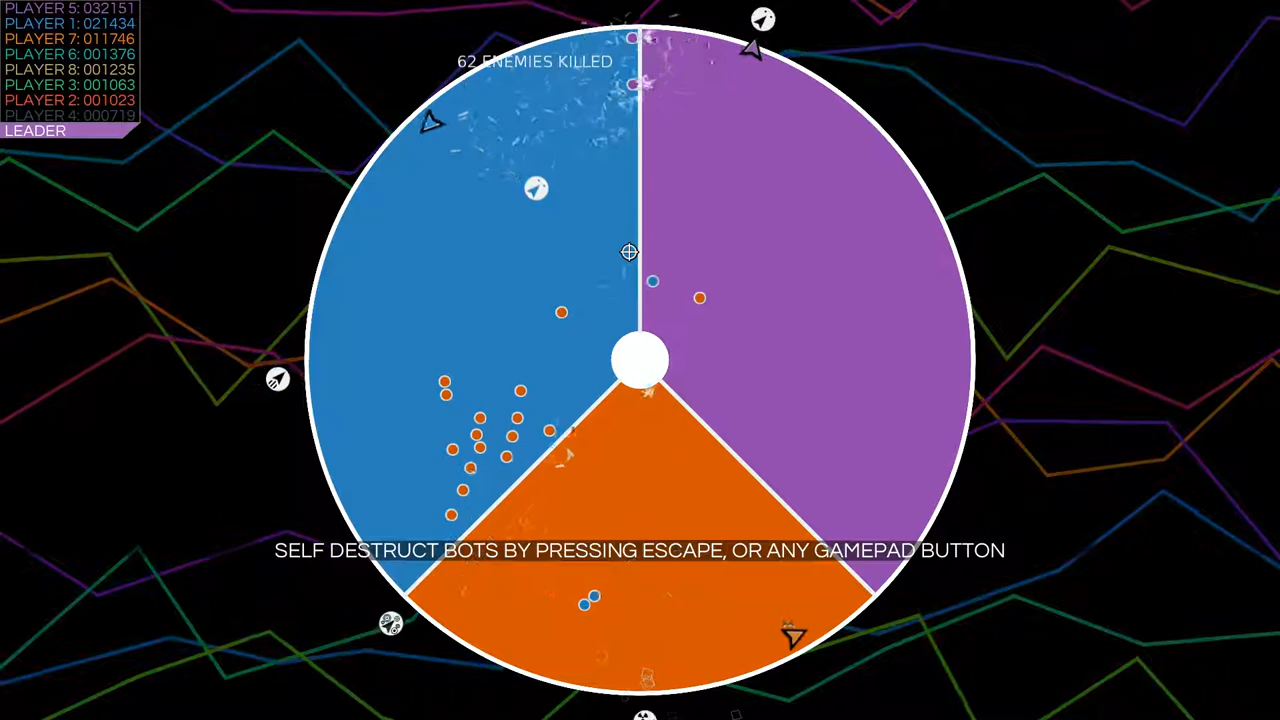 PLAYER 5: 032151
PLAYER 1: 021434
PLAYER 7: 011746
PLAYER 6: 001376
PLAYER 8: 001235
PLAYER 3: 001063
PLAYER 2: 001023
PLAYER 4: 000719
LEADER
62 ENEMIES KILLED
SELF DESTRUCT BOTS BY PRESSING ESCAPE, OR ANY GAMEPAD BUTTON